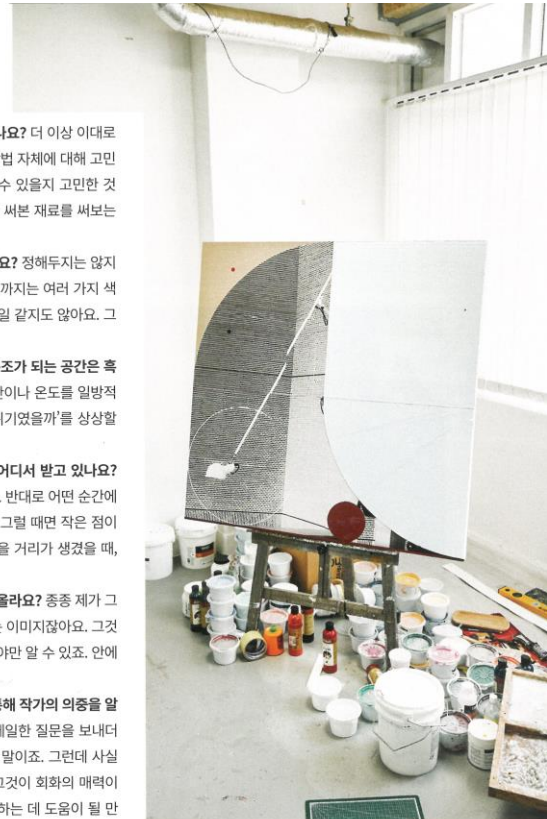 나요? 더 이상 이대로
법 자체에 대해 고민
수 있을지 고민한 것
써본 재료를 써보는
요? 정해두지는 않지
까지는 여러 가지 색
일 같지도 않아요. 그
조가 되는 공간은 흑
이나 온도를 일방적
위기였을까’를 상상할
어디서 받고 있나요?
반대로 어떤 순간에
그럴 때면 작은 점이
을 거리가 생겼을 때,
올라요? 종종 제가 그
는 이미지잖아요. 그것
야만 알 수 있죠. 안에
통해 작가의 의중을 알
메일한 질문을 보내더
말이죠. 그런데 사실
그것이 회화의 매력이
하는 데 도움이 될 만